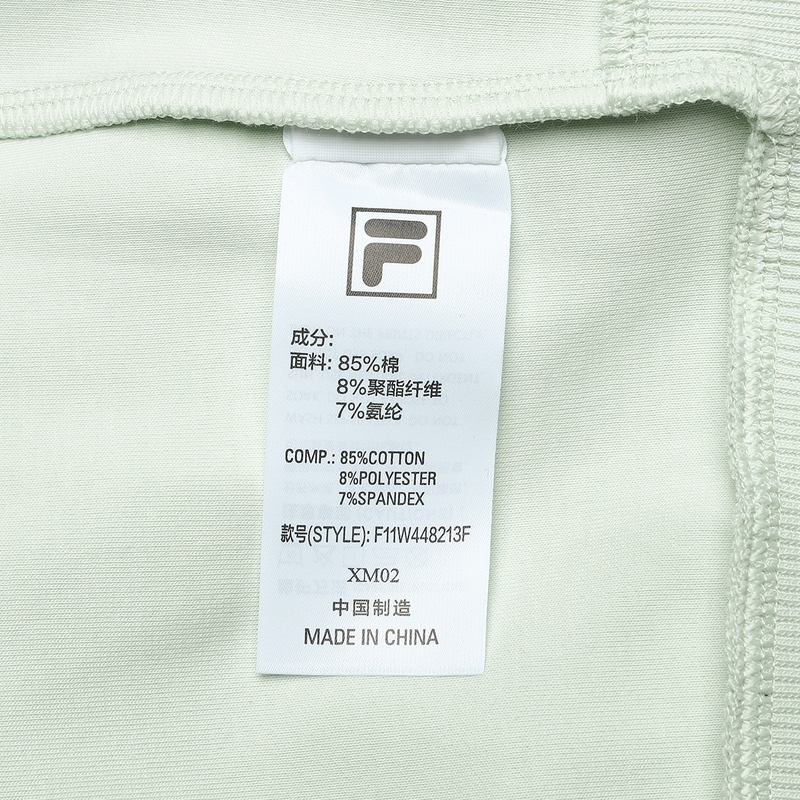 F
成分:
面料: 85%棉
8%聚酯纤维
7%氨纶
COMP.: 85%COTTON
8%POLYESTER
7%SPANDEX
款号(STYLE): F11W448213F
XM02
中国制造
MADE IN CHINA